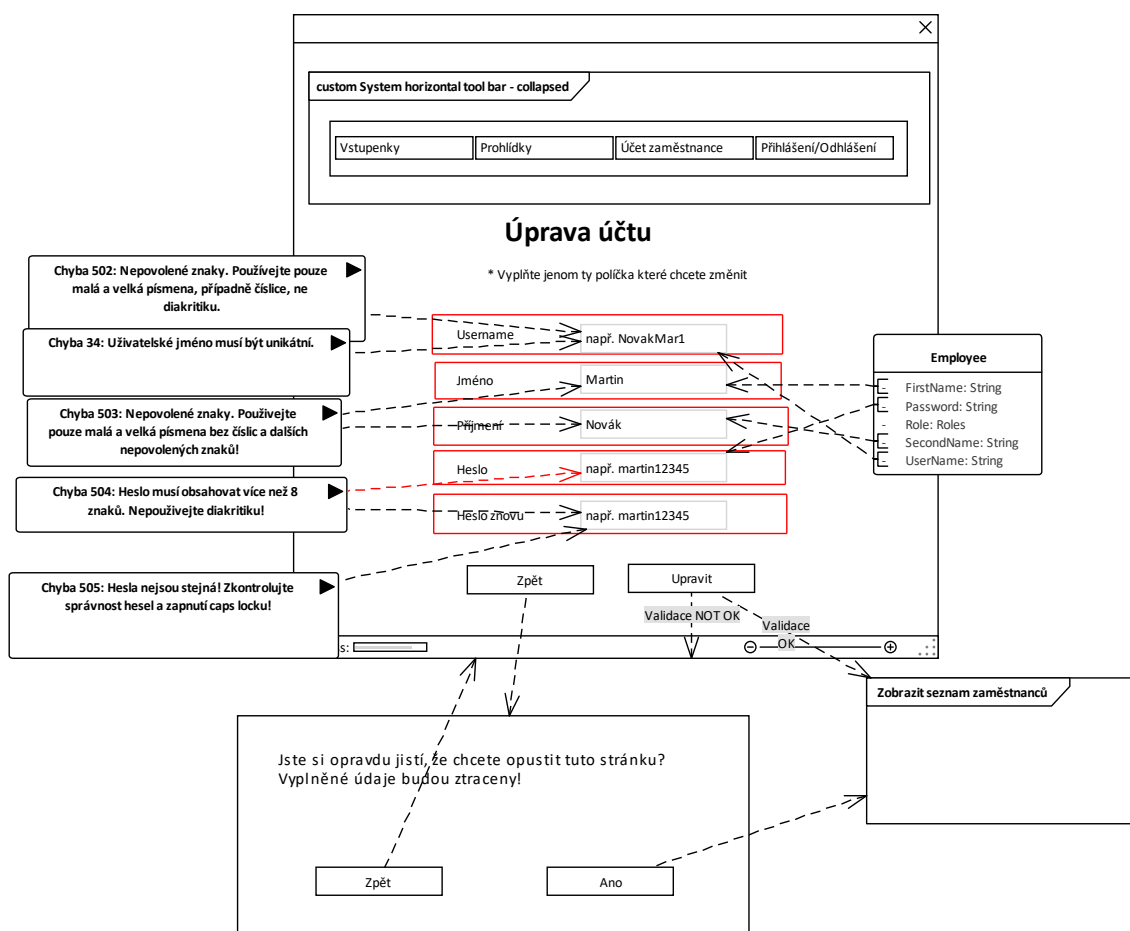 custom System horizontal tool bar - collapsed
Vstupenky
Prohlídky
Účet zaměstnance
Přihlášení/Odhlášení
Úprava účtu
* Vyplňte jenom ty políčka které chcete změnit
Chyba 502: Nepovolené znaky. Používejte pouze
malá a velká písmena, případně číslice, ne
diakritiku.
Chyba 34: Uživatelské jméno musí být unikátní.
Chyba 503: Nepovolené znaky. Použivejte
pouze malá a velká písmena bez číslic a dalších
nepovolených znaků!
Chyba 504: Heslo musí obsahovat více než 8
znaků. Nepouživejte diakritiku!
Chyba 505: Hesla nejsou stejná! Zkontrolujte
správnost hesel a zapnutí caps locku!
Username
např. NovakMar1
Jméno
Martin
Příjmení
Novák
Heslo
např. martin12345
Heslo znovu
např. martin12345
Employee
- FirstName: String
- Password: String
- Role: Roles
- SecondName: String
- UserName: String
Zpět
Upravit
Validace NOT OK
Validace
OK
s:
Zobrazit seznam zaměstnanců
Jste si opravdu jistí, že chcete opustit tuto stránku?
Vyplněné údaje budou ztraceny!
Zpět
Ano